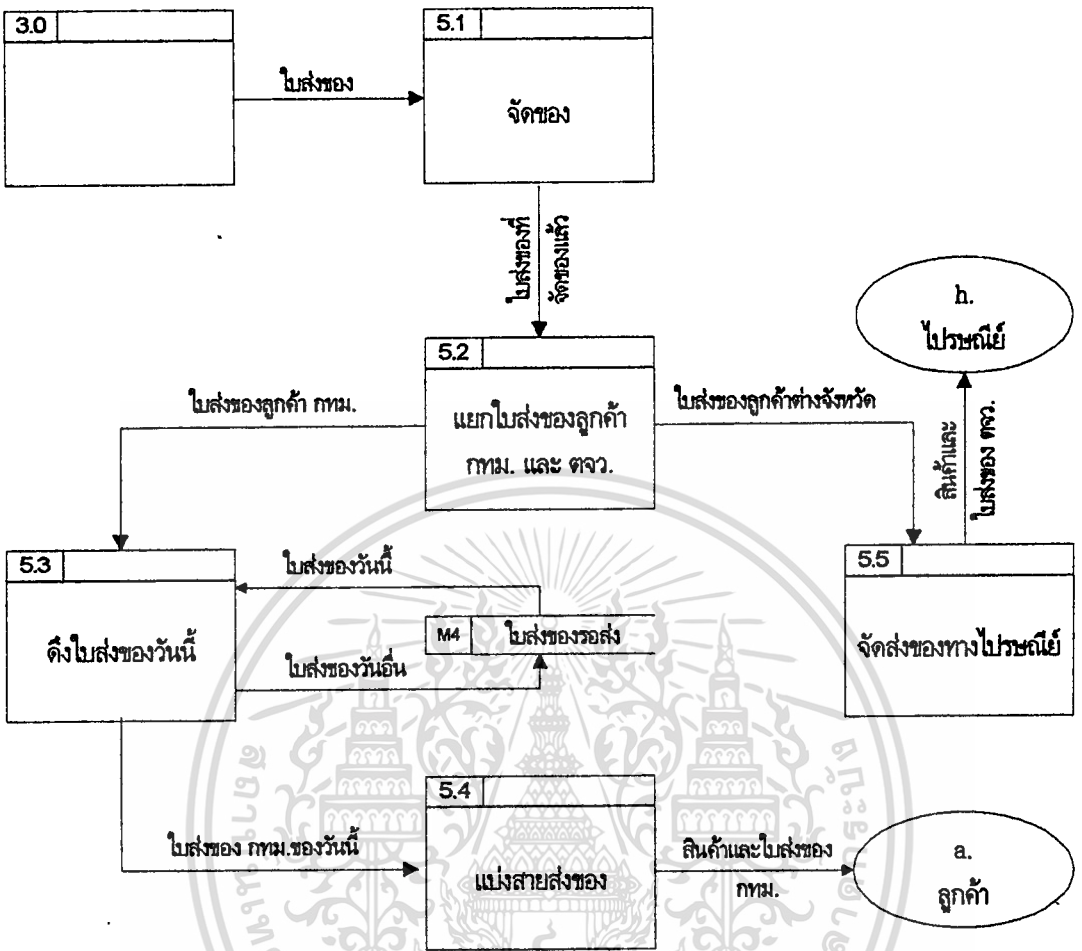 3.0
5.1
ใบส่งของ
จัดของ
ใบส่งของที่
จัดของแล้ว
h.
ไปรษณีย์
5.2
ใบส่งของลูกค้า กทม.
แยกใบส่งของลูกค้า
กทม. และ ตจว.
ใบส่งของลูกค้าต่างจังหวัด
สินค้าและ
ใบส่งของ ตจว.
5.3
ดึงใบส่งของวันนี้
ใบส่งของวันนี้
M4 ใบส่งของรอส่ง
ใบส่งของวันอื่น
5.5
จัดส่งของทางไปรษณีย์
5.4
ใบส่งของ กทม.ของวันนี้
แบ่งสายส่งของ
สินค้าและใบส่งของ
กทม.
a.
ลูกค้า